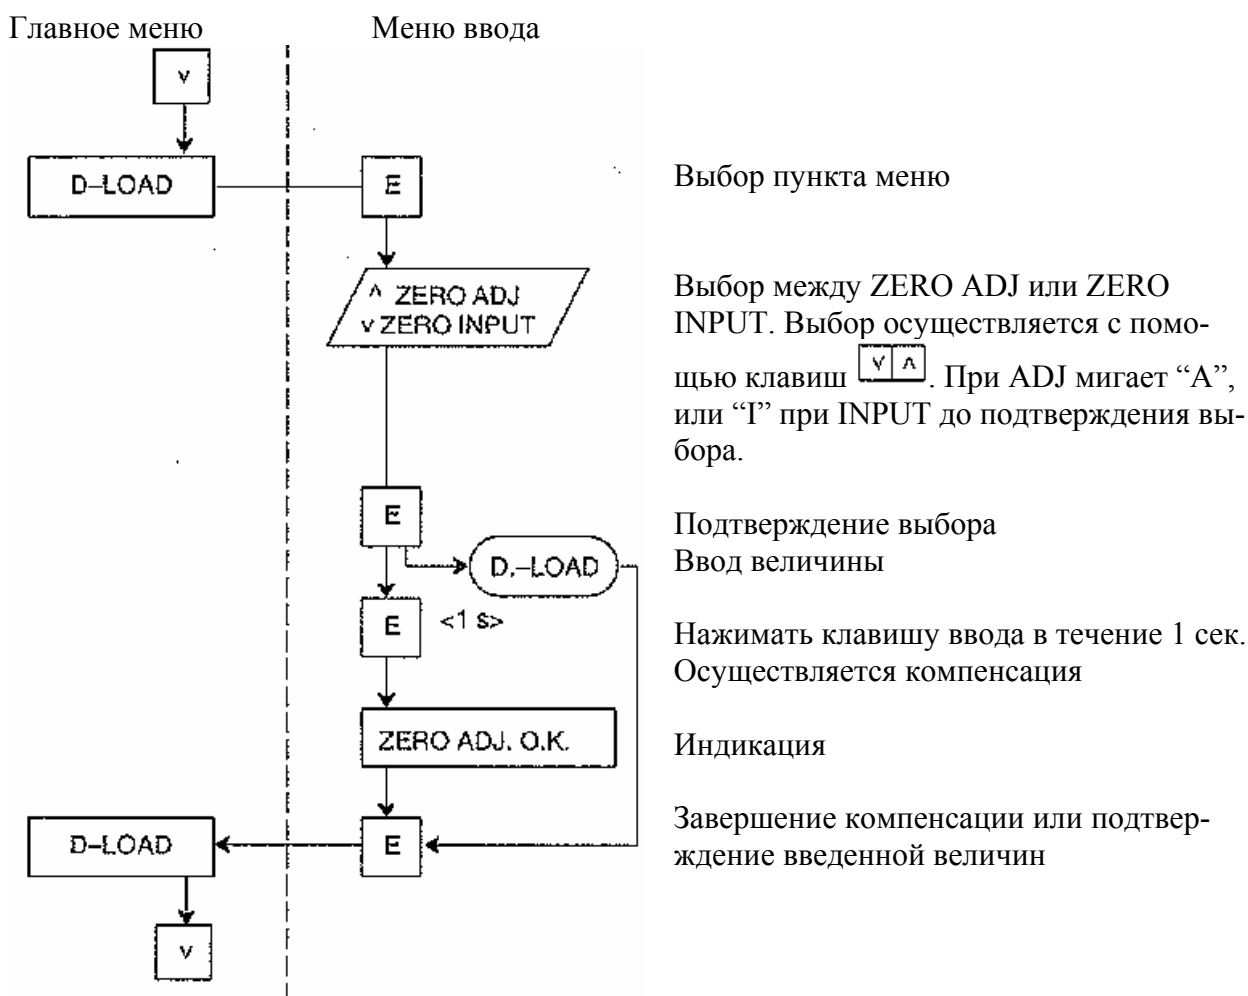 Главное меню Меню ввода
v
D–LOAD E Выбор пункта меню
^ ZERO ADJ
v ZERO INPUT
Выбор между ZERO ADJ или ZERO
INPUT. Выбор осуществляется с помо-
щью клавиш v ^ . При ADJ мигает “A”,
или “I” при INPUT до подтверждения вы-
бора.
E Подтверждение выбора
D.–LOAD Ввод величины
E <1 s> Нажимать клавишу ввода в течение 1 сек.
Осуществляется компенсация
ZERO ADJ. O.K. Индикация
D–LOAD E Завершение компенсации или подтвер-
ждение введенной величин
v